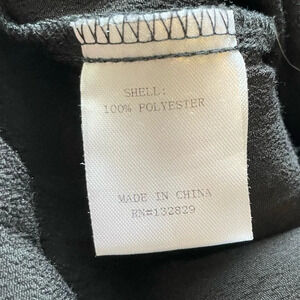 SHELL:
100% POLYESTER
MADE IN CHINA
RN#132829